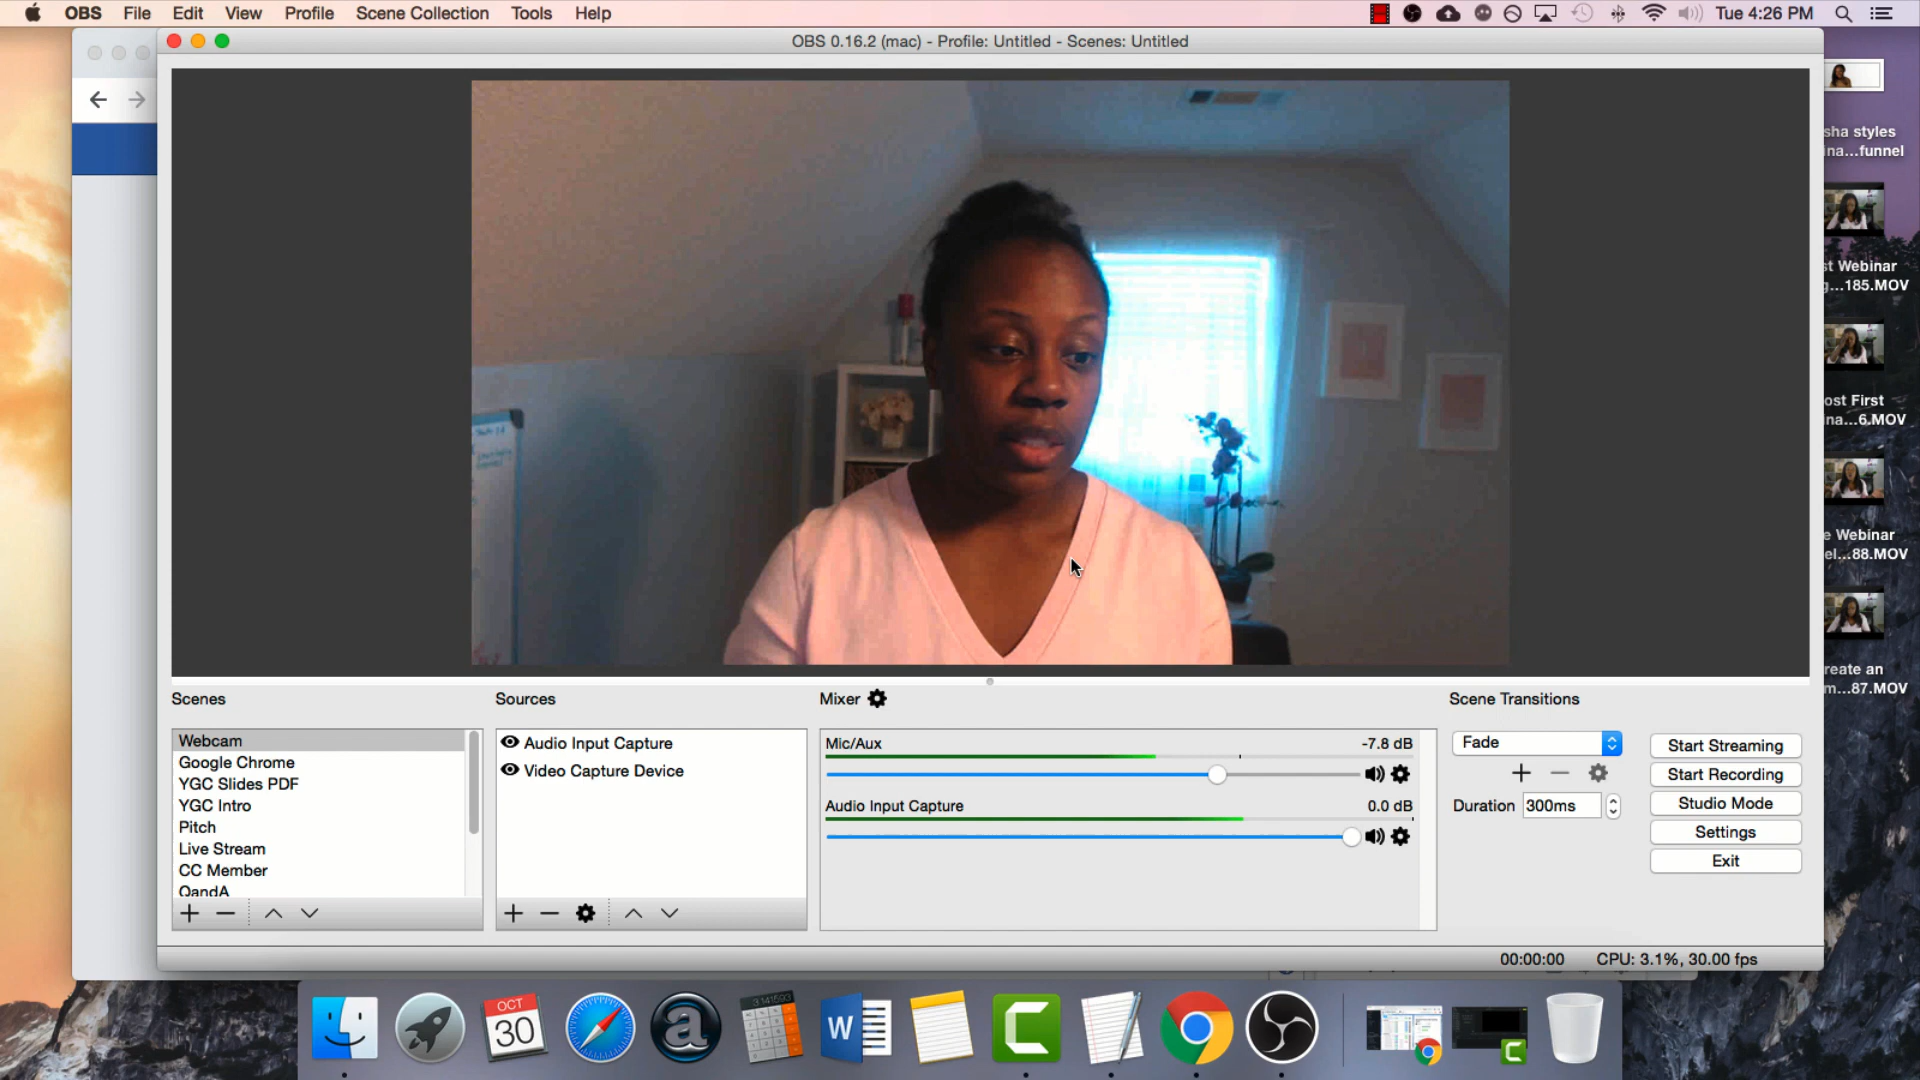 OBS File Edit View Profile Scene Collection Tools Help
Tue 4:26 PM
OBS 0.16.2 (mac) - Profile: Untitled - Scenes: Untitled
sha styles
ina...funnel
st Webinar
g...185.MOV
ost First
ina...6.MOV
e Webinar
el...88.MOV
reate an
m...87.MOV
Scenes
Webcam
Google Chrome
YGC Slides PDF
YGC Intro
Pitch
Live Stream
CC Member
QandA
Sources
Audio Input Capture
Video Capture Device
Mixer
Mic/Aux -7.8 dB
Audio Input Capture 0.0 dB
Scene Transitions
Fade
Duration 300ms
Start Streaming
Start Recording
Studio Mode
Settings
Exit
00:00:00 CPU: 3.1%, 30.00 fps
OCT
30
a
3.141593
W
C